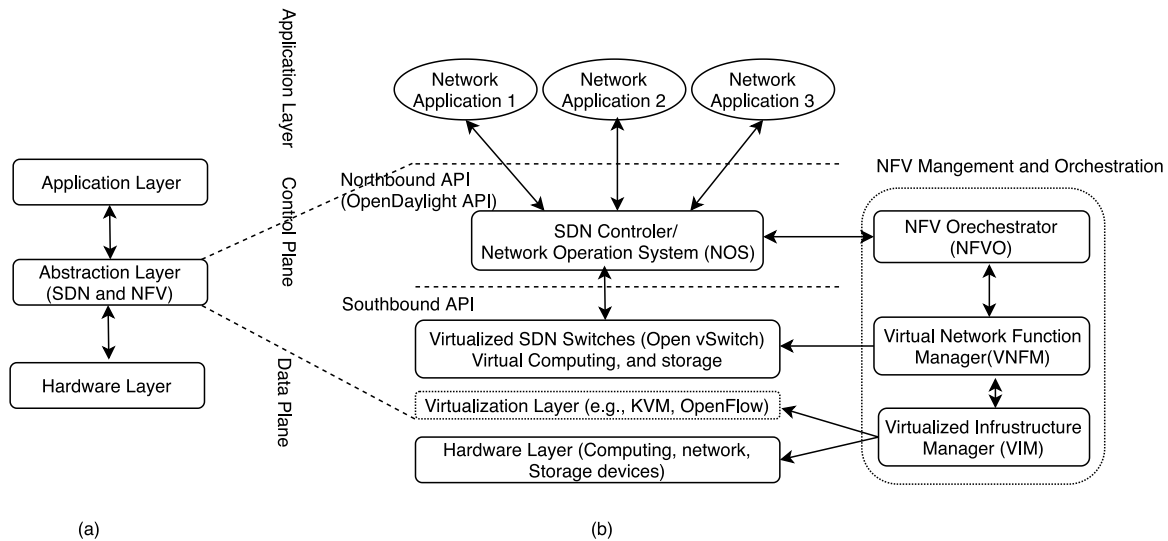 Application Layer
Abstraction Layer
(SDN and NFV)
Hardware Layer
(a)
Application Layer
Control Plane
Data Plane
Network
Application 1
Network
Application 2
Network
Application 3
Northbound API
(OpenDaylight API)
SDN Controler/
Network Operation System (NOS)
Southbound API
Virtualized SDN Switches (Open vSwitch)
Virtual Computing, and storage
Virtualization Layer (e.g., KVM, OpenFlow)
Hardware Layer (Computing, network,
Storage devices)
NFV Mangement and Orchestration
NFV Orechestrator
(NFVO)
Virtual Network Function
Manager(VNFM)
Virtualized Infrustructure
Manager (VIM)
(b)